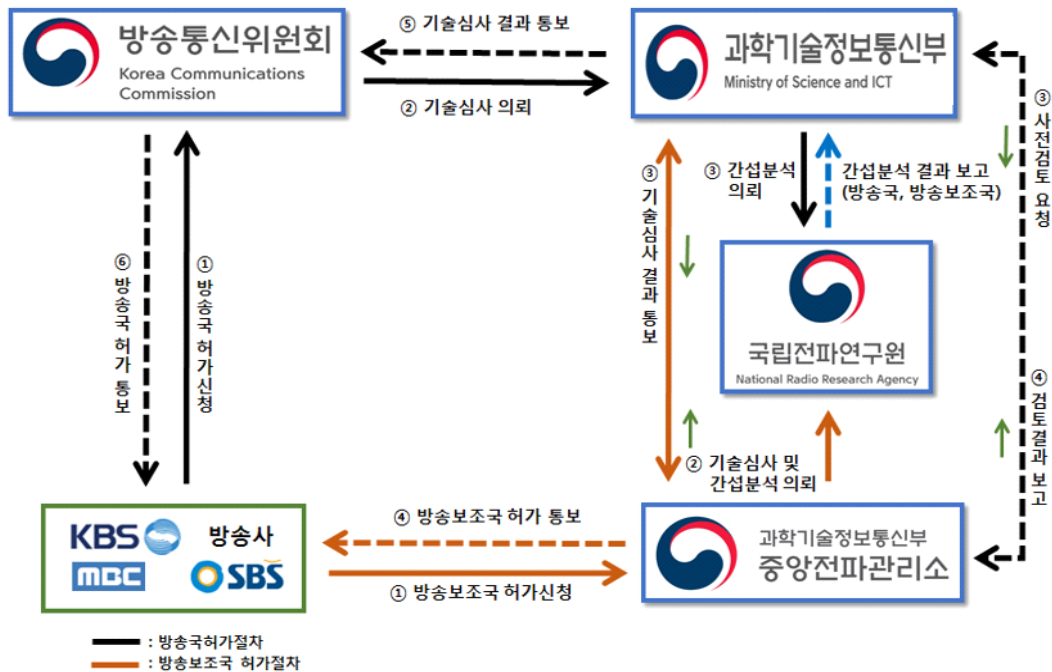 방송통신위원회
Korea Communications
Commission
⑤ 기술심사 결과 통보
② 기술심사 의뢰
과학기술정보통신부
Ministry of Science and ICT
③ 사전검토 요청
③ 간섭분석
의뢰
간섭분석 결과 보고
(방송국, 방송보조국)
③ 기술심사 결과 통보
⑥ 방송국 허가 통보
① 방송국 허가신청
국립전파연구원
National Radio Research Agency
④ 검토결과 보고
② 기술심사 및
간섭분석 의뢰
KBS
방송사
MBC
SBS
④ 방송보조국 허가 통보
① 방송보조국 허가신청
과학기술정보통신부
중앙전파관리소
: 방송국허가절차
: 방송보조국 허가절차